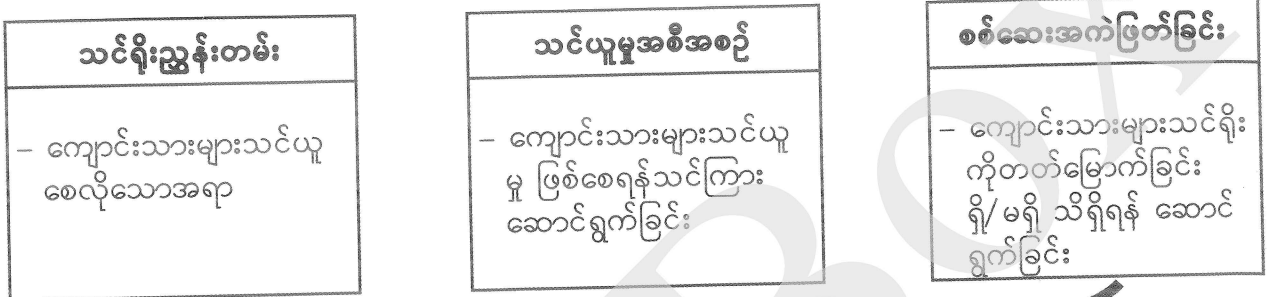 သင်ရိုးညွှန်းတမ်း
– ကျောင်းသားများသင်ယူ
စေလိုသောအရာ
သင်ယူမှုအစီအစဉ်
– ကျောင်းသားများသင်ယူ
မှု ဖြစ်စေရန်သင်ကြား
ဆောင်ရွက်ခြင်း
စစ်ဆေးအကဲဖြတ်ခြင်း
– ကျောင်းသားများသင်ရိုး
ကိုတတ်မြောက်ခြင်း
ရှိ/မရှိ သိရှိရန် ဆောင်
ရွက်ခြင်း